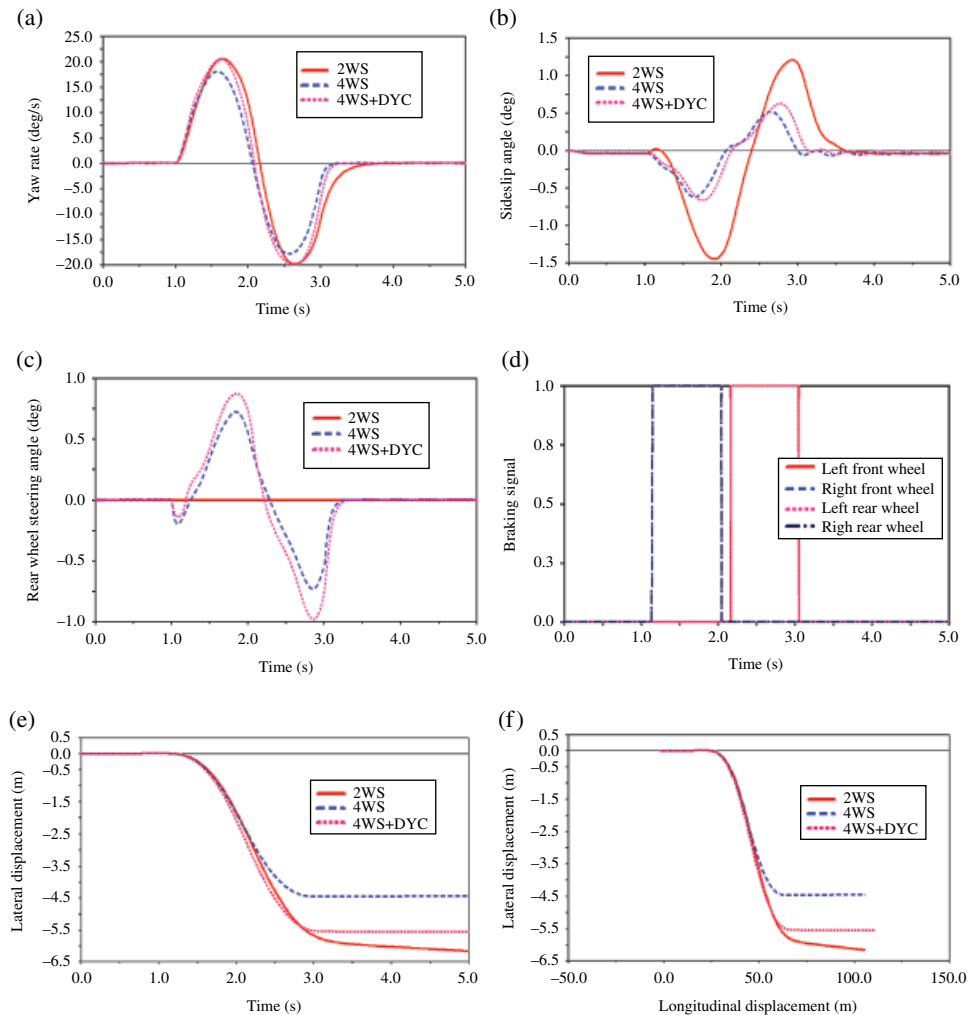 (a)
25.0
20.0
15.0
10.0
5.0
0.0
−5.0
−10.0
−15.0
−20.0
Yaw rate (deg/s)
2WS
4WS
4WS+DYC
0.0 1.0 2.0 3.0 4.0 5.0
Time (s)
(b)
1.5
1.0
0.5
0.0
−0.5
−1.0
−1.5
Sideslip angle (deg)
2WS
4WS
4WS+DYC
0.0 1.0 2.0 3.0 4.0 5.0
Time (s)
(c)
1.0
0.5
0.0
−0.5
−1.0
Rear wheel steering angle (deg)
2WS
4WS
4WS+DYC
0.0 1.0 2.0 3.0 4.0 5.0
Time (s)
(d)
1.0
0.8
0.5
0.2
0.0
Braking signal
Left front wheel
Right front wheel
Left rear wheel
Righ rear wheel
0.0 1.0 2.0 3.0 4.0 5.0
Time (s)
(e)
0.5
0.0
−0.5
−1.5
−2.5
−3.5
−4.5
−5.5
−6.5
Lateral displacement (m)
2WS
4WS
4WS+DYC
0.0 1.0 2.0 3.0 4.0 5.0
Time (s)
(f)
0.5
0.0
−0.5
−1.5
−2.5
−3.5
−4.5
−5.5
−6.5
Lateral displacement (m)
2WS
4WS
4WS+DYC
−50.0 0.0 50.0 100.0 150.0
Longitudinal displacement (m)